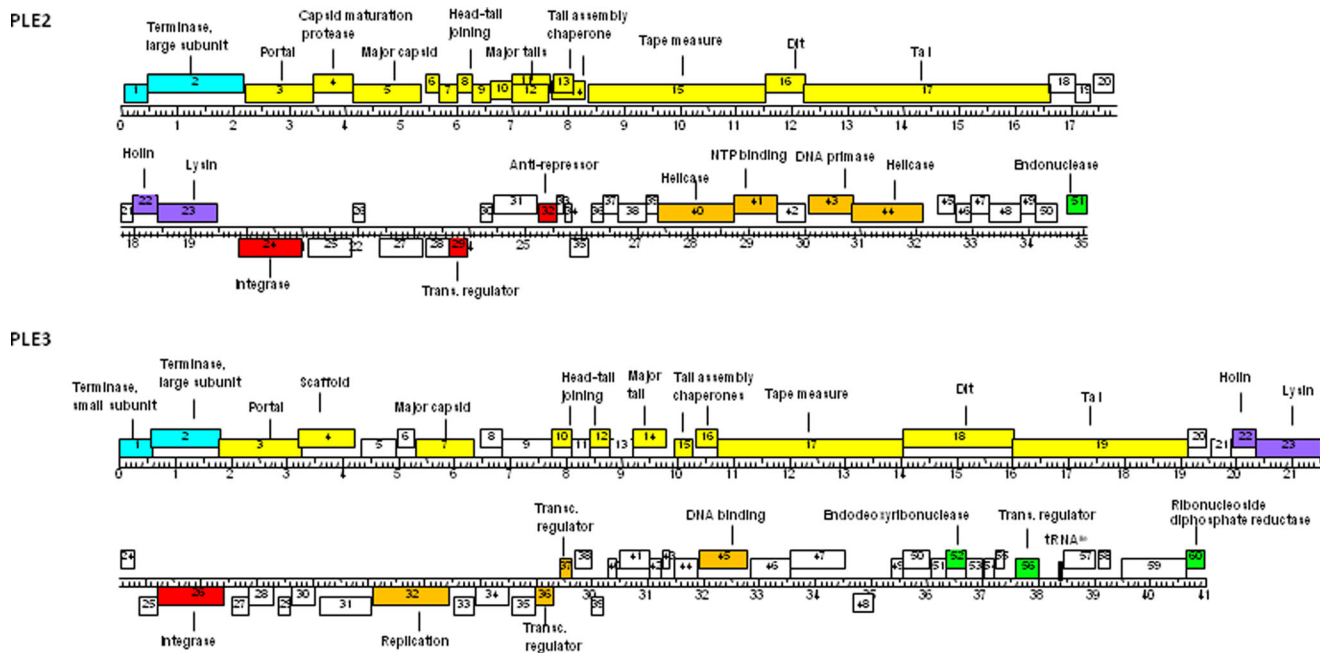 PLE2
Terminase,
large subunit
Capsid maturation
protease
Head-tail
joining
Tail assembly
chaperone
Portal
Major capsid
Major tails
Tape measure
Dit
Tail
1 2 3 4 5 6 7 8 9 10 12 13 15 16 17 18 19 20
0 1 2 3 4 5 6 7 8 9 10 11 12 13 14 15 16 17
Holin
Lysin
Anti-repressor
Helicase
NTP binding
DNA primase
Helicase
Endonuclease
21 22 23 26 30 31 32 33 34 36 37 38 39 40 41 42 43 44 45 46 47 48 49 50 51
18 19 22 25 26 27 28 29 30 31 32 33 34 35
24 25 27 28 29 35
Integrase
Trans. regulator
PLE3
Terminase,
small subunit
Terminase,
large subunit
Portal
Scaffold
Major capsid
Head-tail
joining
Major
tail
Tail assembly
chaperones
Tape measure
Dit
Tail
Holin
Lysin
1 2 3 4 5 6 7 8 9 10 11 12 13 14 15 16 17 18 19 20 21 22 23
0 1 2 3 4 5 6 7 8 9 10 11 12 13 14 15 16 17 18 19 20 21
Transc.
regulator
DNA binding
Endodeoxyribonuclease
Trans. regulator
tRNA
Ribonucleoside
diphosphate reductase
24 37 38 41 44 45 46 47 49 50 51 52 53 55 56 57 58 59 60
30 31 32 33 34 35 36 37 38 39 40 41
25 26 27 28 29 30 31 32 33 34 35 36 39 48
Integrase
Replication
Transc.
regulator